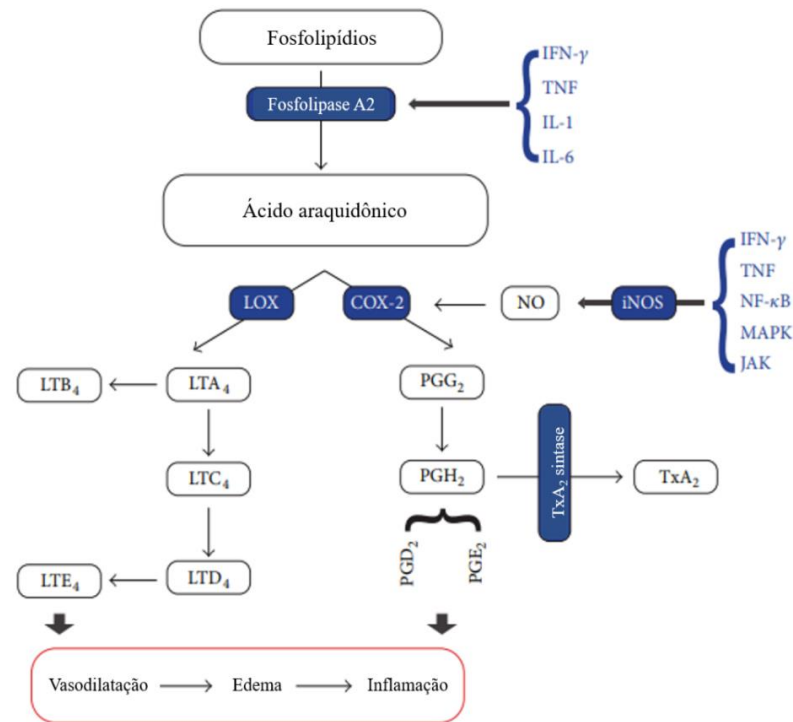 Fosfolipídios
Fosfolipase A2
IFN-γ
TNF
IL-1
IL-6
Ácido araquidônico
LOX
COX-2
NO
iNOS
IFN-γ
TNF
NF-κB
MAPK
JAK
LTB₄
LTA₄
PGG₂
LTC₄
PGH₂
TxA₂ sintase
TxA₂
PGD₂
PGE₂
LTE₄
LTD₄
Vasodilatação
Edema
Inflamação